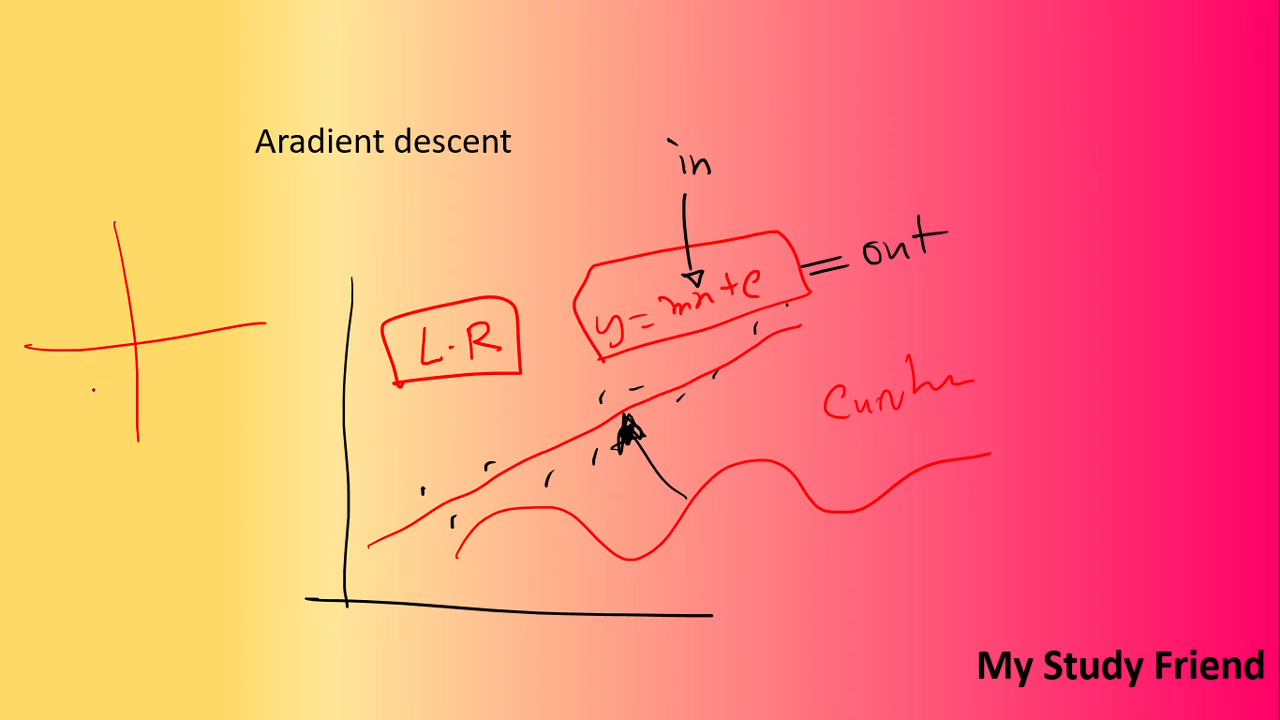 Aradient descent
in
= out
y = mx + c
L.R
My Study Friend